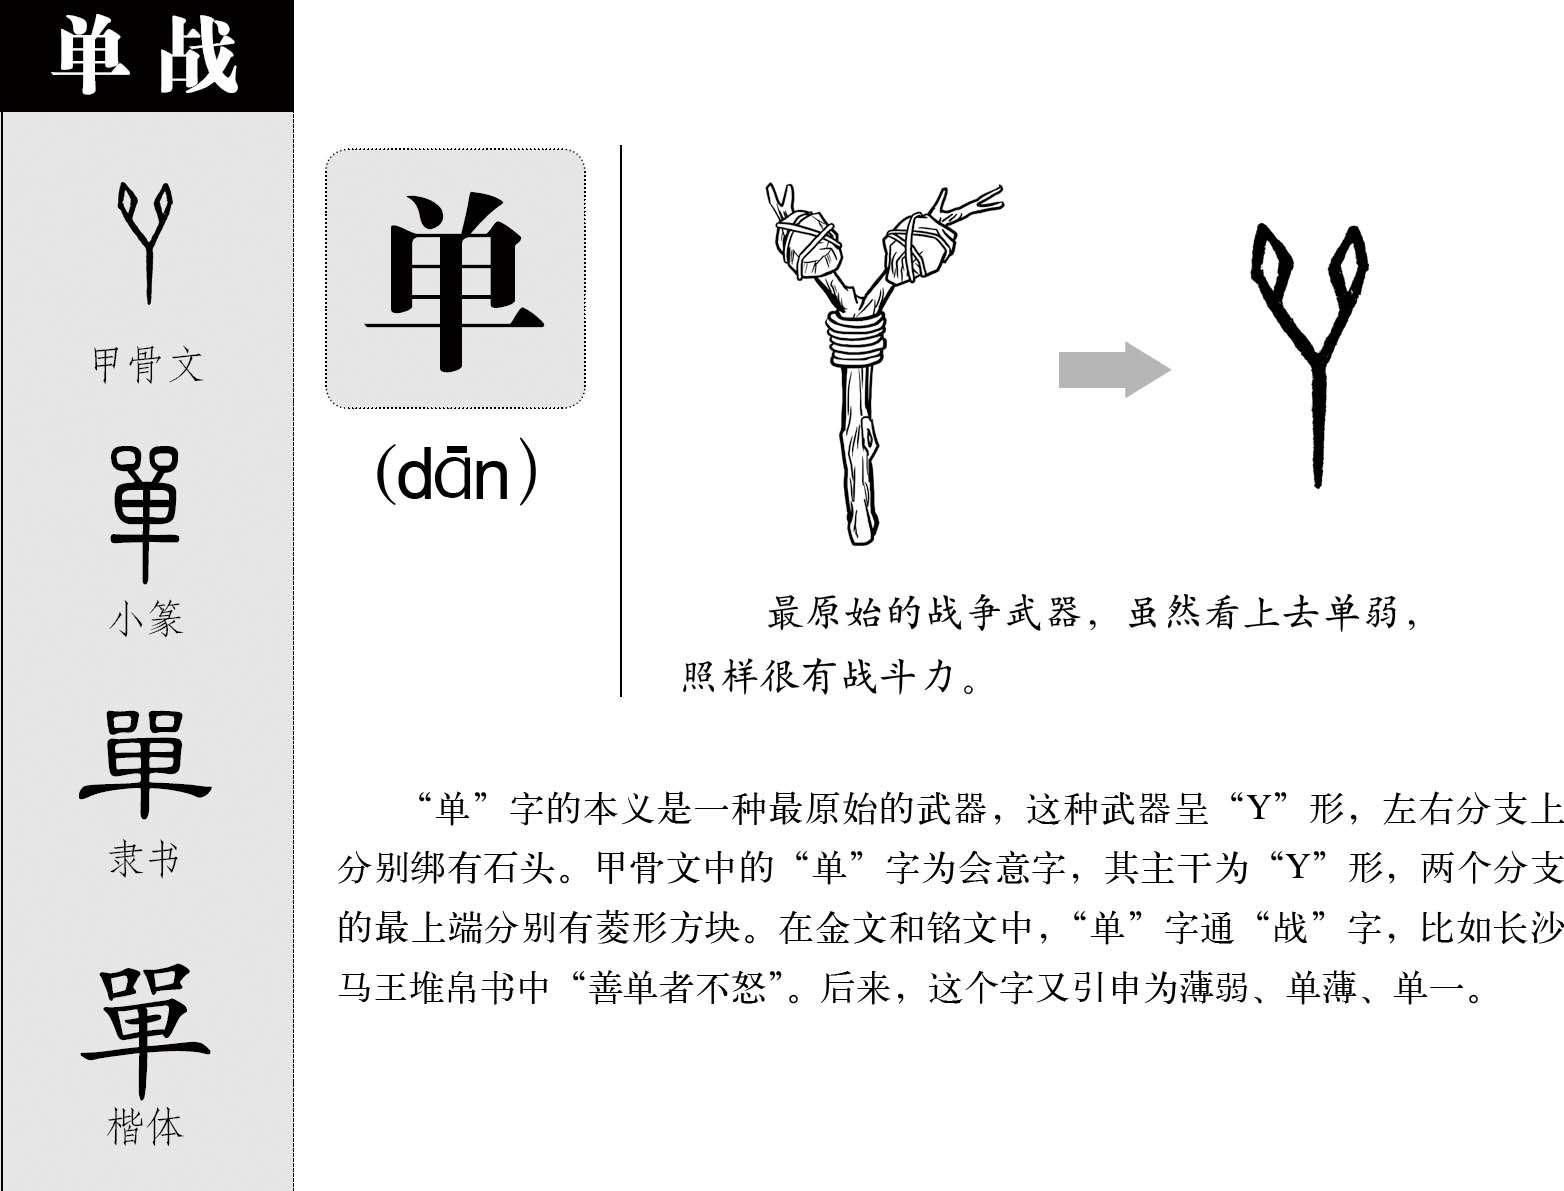 单 战
甲骨文
單
小篆
單
隶书
單
楷体
单
(dān)
最原始的战争武器，虽然看上去单弱，
照样很有战斗力。
“单”字的本义是一种最原始的武器，这种武器呈“Y”形，左右分支上
分别绑有石头。甲骨文中的“单”字为会意字，其主干为“Y”形，两个分支
的最上端分别有菱形方块。在金文和铭文中，“单”字通“战”字，比如长沙
马王堆帛书中“善单者不怒”。后来，这个字又引申为薄弱、单薄、单一。